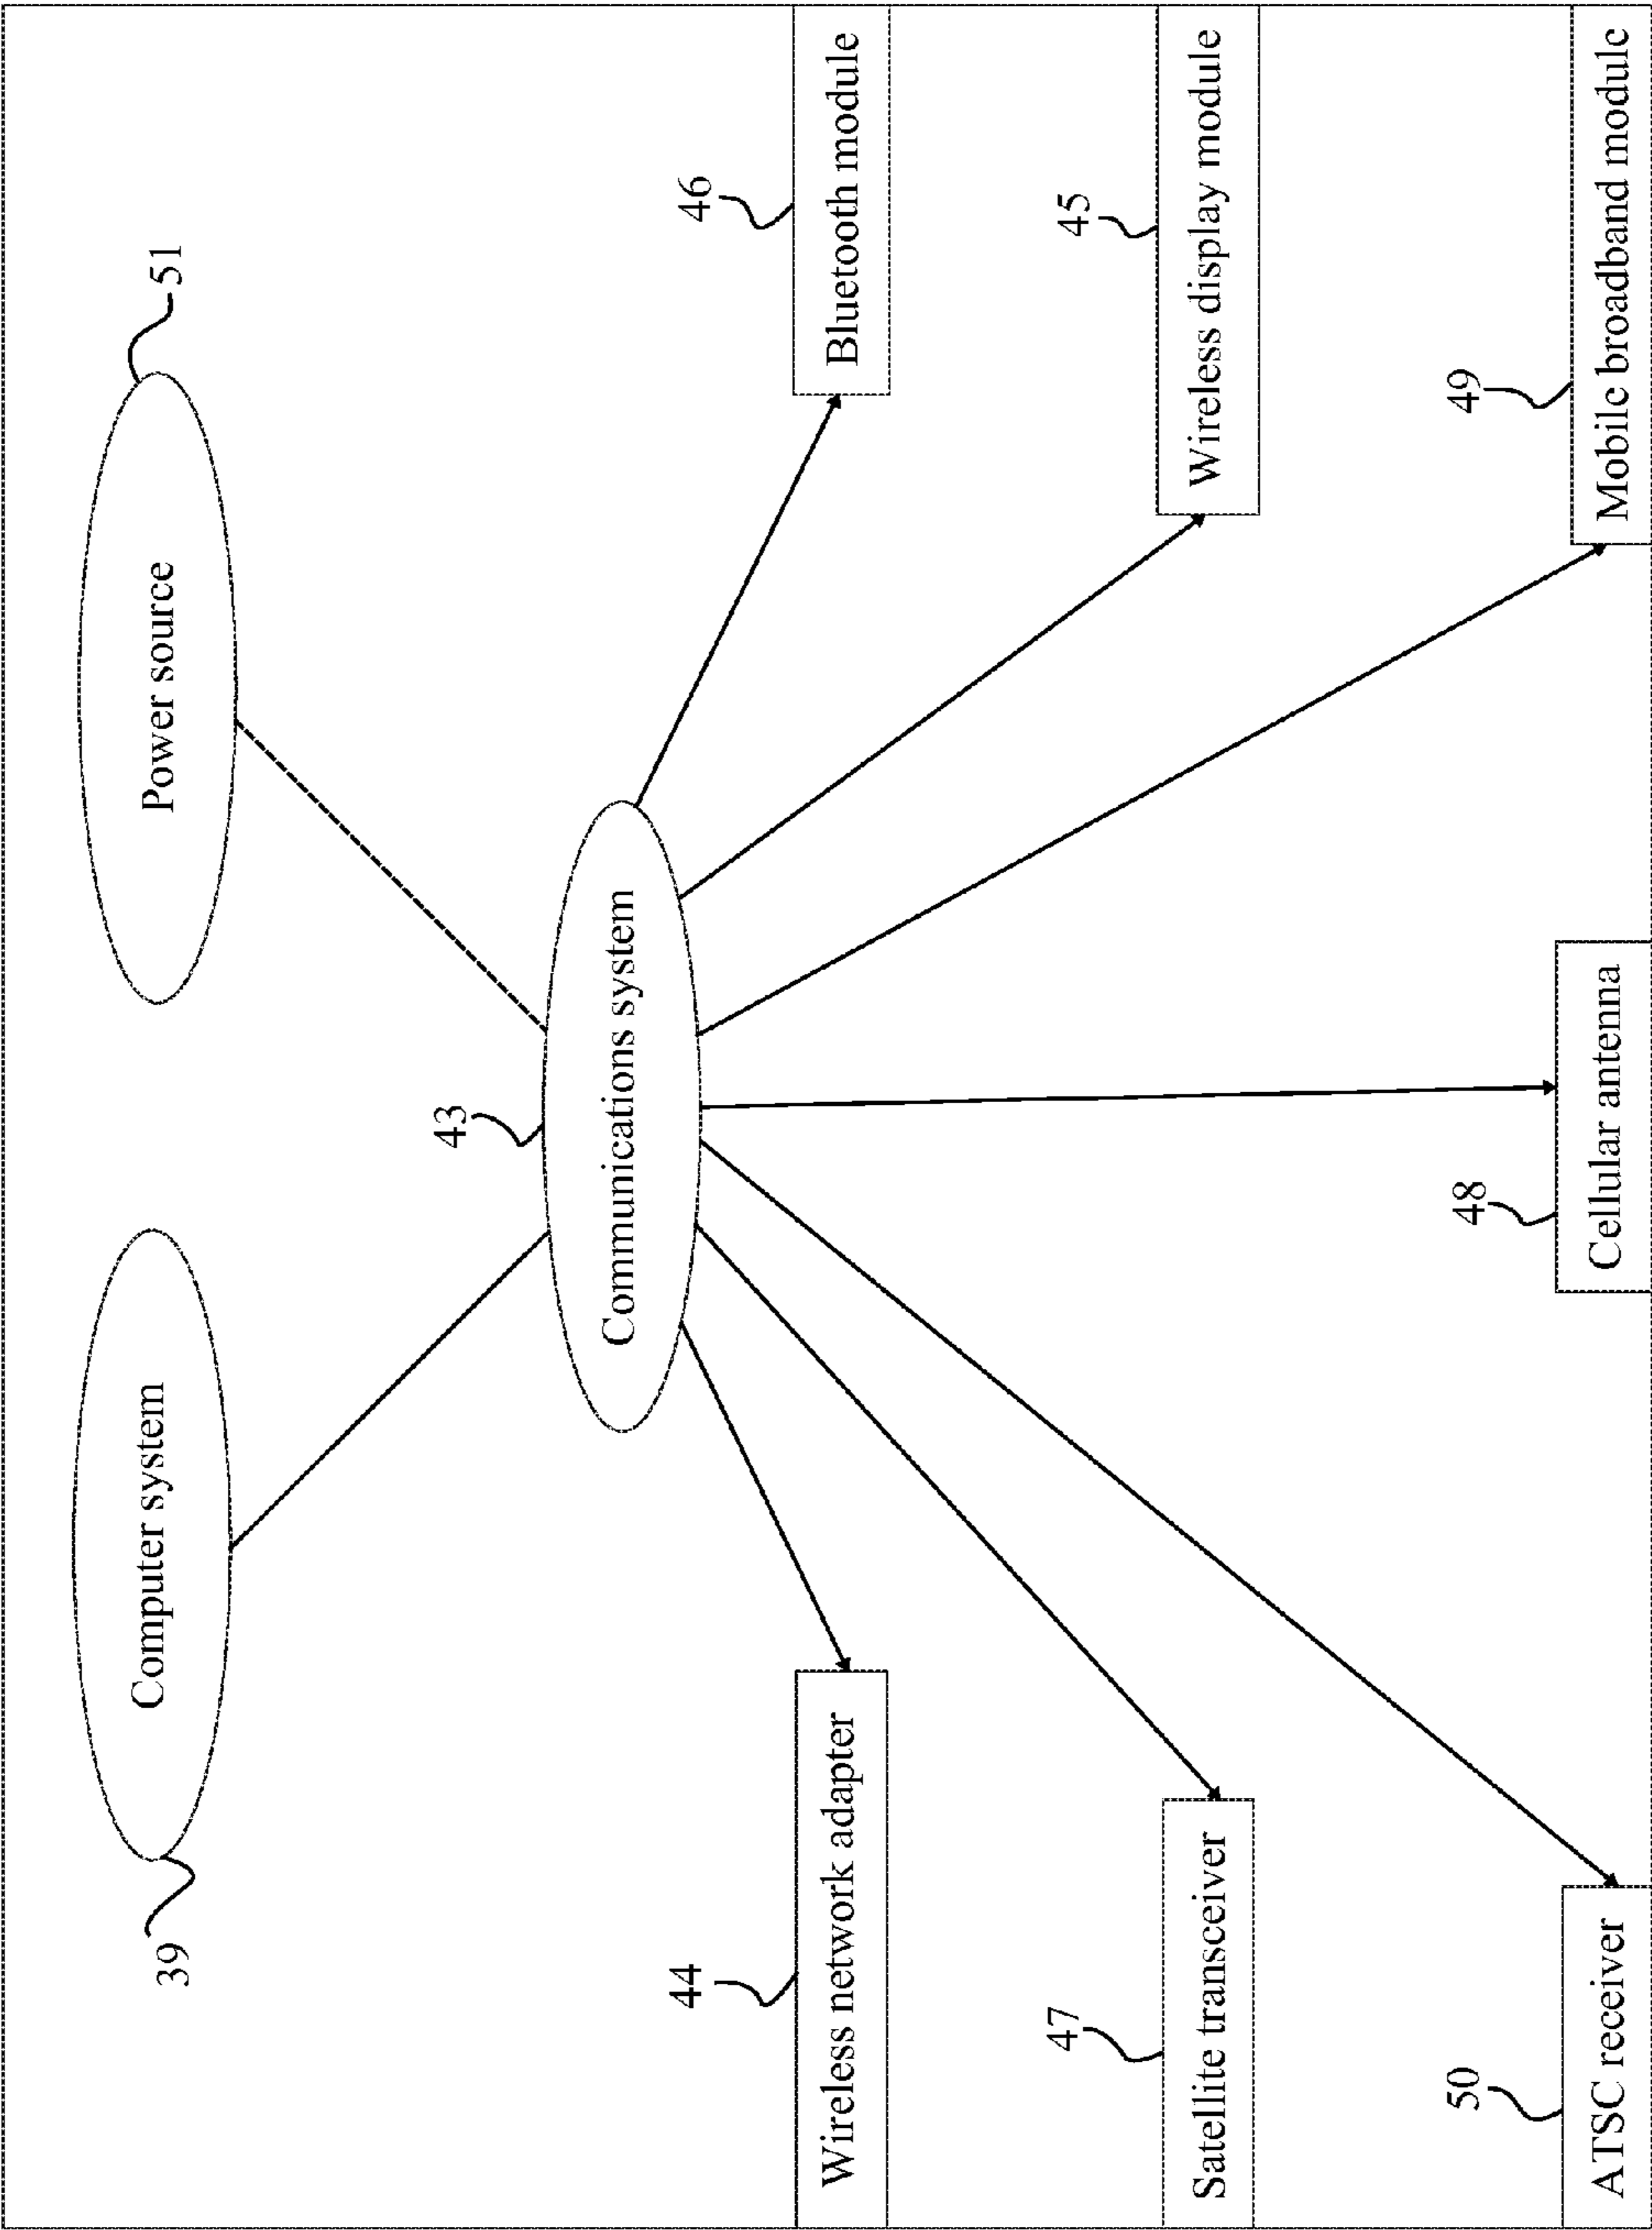 Computer system
39
Power source
51
43
Communications system
44
Wireless network adapter
46
Bluetooth module
47
Satellite transceiver
45
Wireless display module
50
ATSC receiver
48
Cellular antenna
49
Mobile broadband module